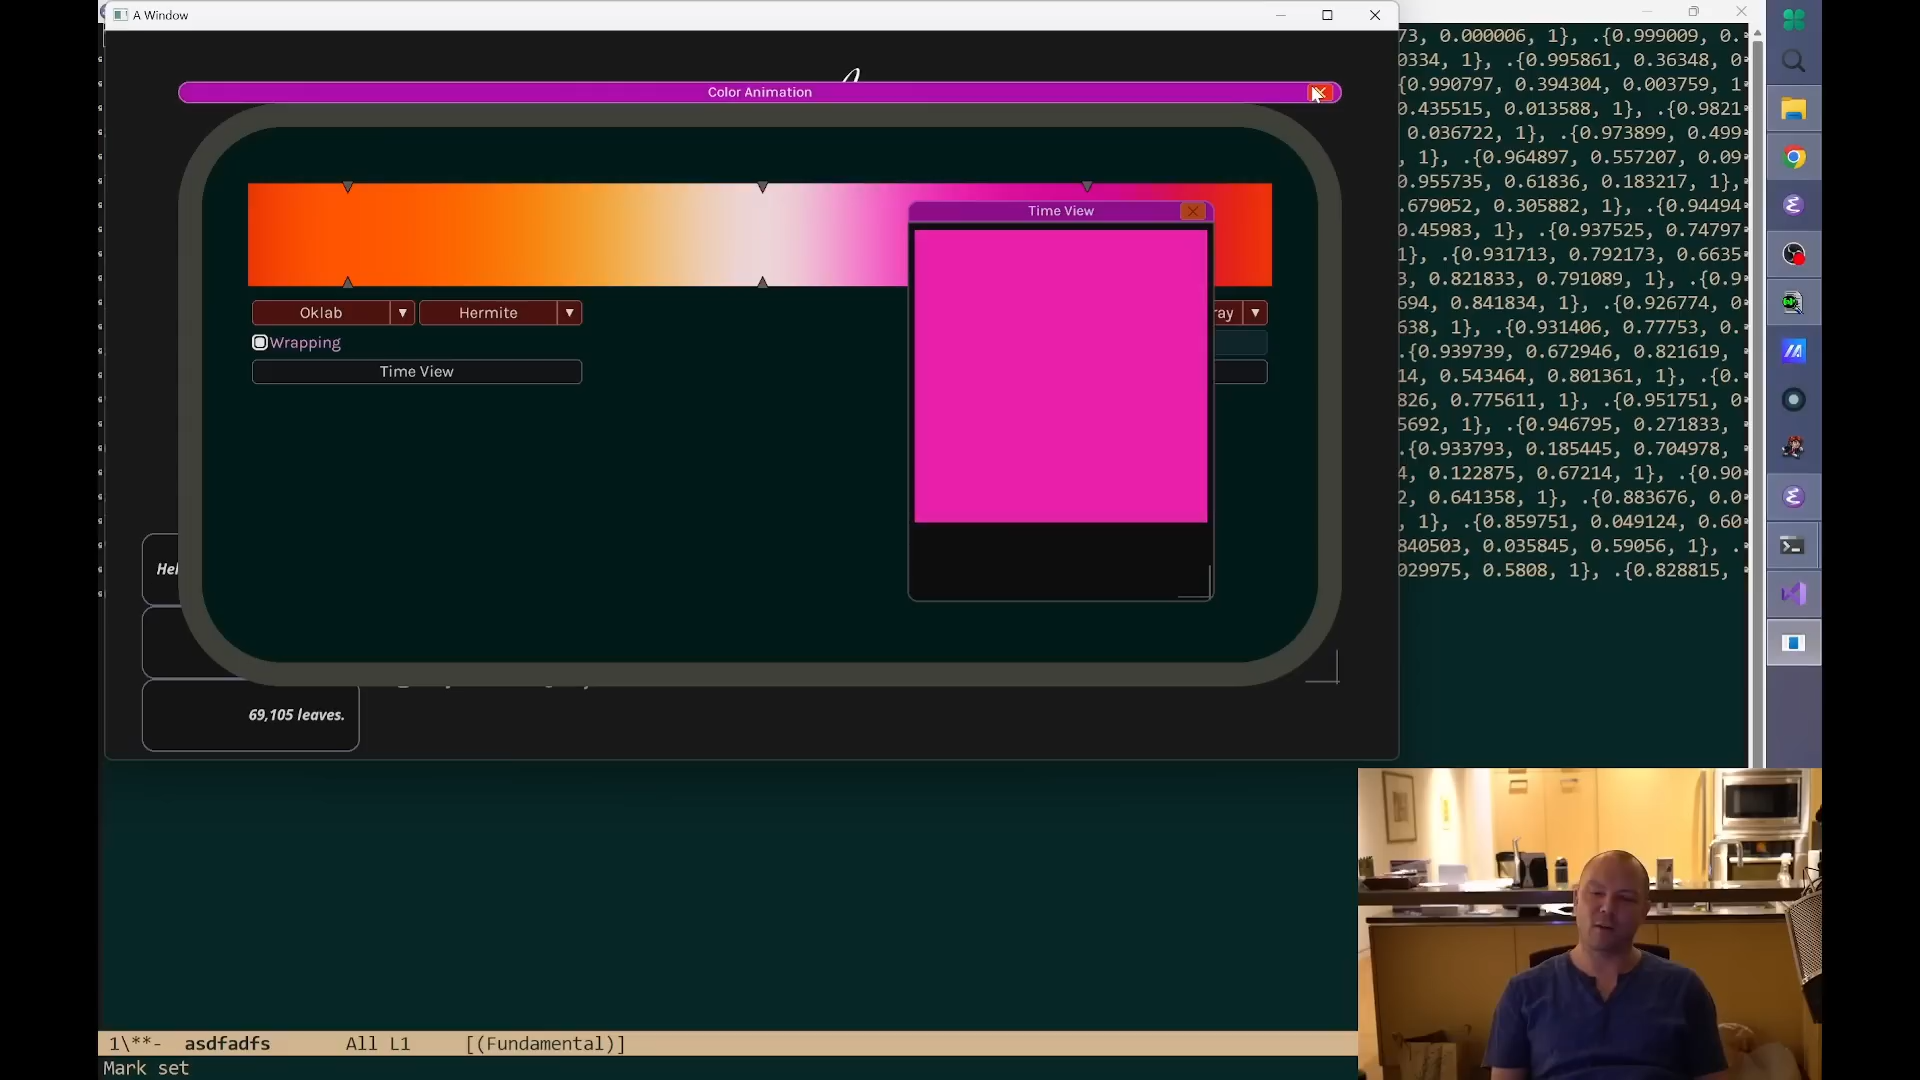 A Window
Color Animation
Time View
Oklab
Hermite
ray
Wrapping
Time View
Hel
69,105 leaves.
73, 0.000006, 1}, .{0.999009, 0.
0334, 1}, .{0.995861, 0.36348, 0
{0.990797, 0.394304, 0.003759, 1
0.435515, 0.013588, 1}, .{0.9821
0.036722, 1}, .{0.973899, 0.499
, 1}, .{0.964897, 0.557207, 0.09
0.955735, 0.61836, 0.183217, 1},
.679052, 0.305882, 1}, .{0.94494
0.45983, 1}, .{0.937525, 0.74797
1}, .{0.931713, 0.792173, 0.6635
3, 0.821833, 0.791089, 1}, .{0.9
694, 0.841834, 1}, .{0.926774, 0
638, 1}, .{0.931406, 0.77753, 0.
.{0.939739, 0.672946, 0.821619,
14, 0.543464, 0.801361, 1}, .{0.
826, 0.775611, 1}, .{0.951751, 0
5692, 1}, .{0.946795, 0.271833,
.{0.933793, 0.185445, 0.704978,
4, 0.122875, 0.67214, 1}, .{0.90
2, 0.641358, 1}, .{0.883676, 0.0
, 1}, .{0.859751, 0.049124, 0.60
840503, 0.035845, 0.59056, 1}, .
029975, 0.5808, 1}, .{0.828815,
1\**- asdfadfs All L1 [(Fundamental)]
Mark set